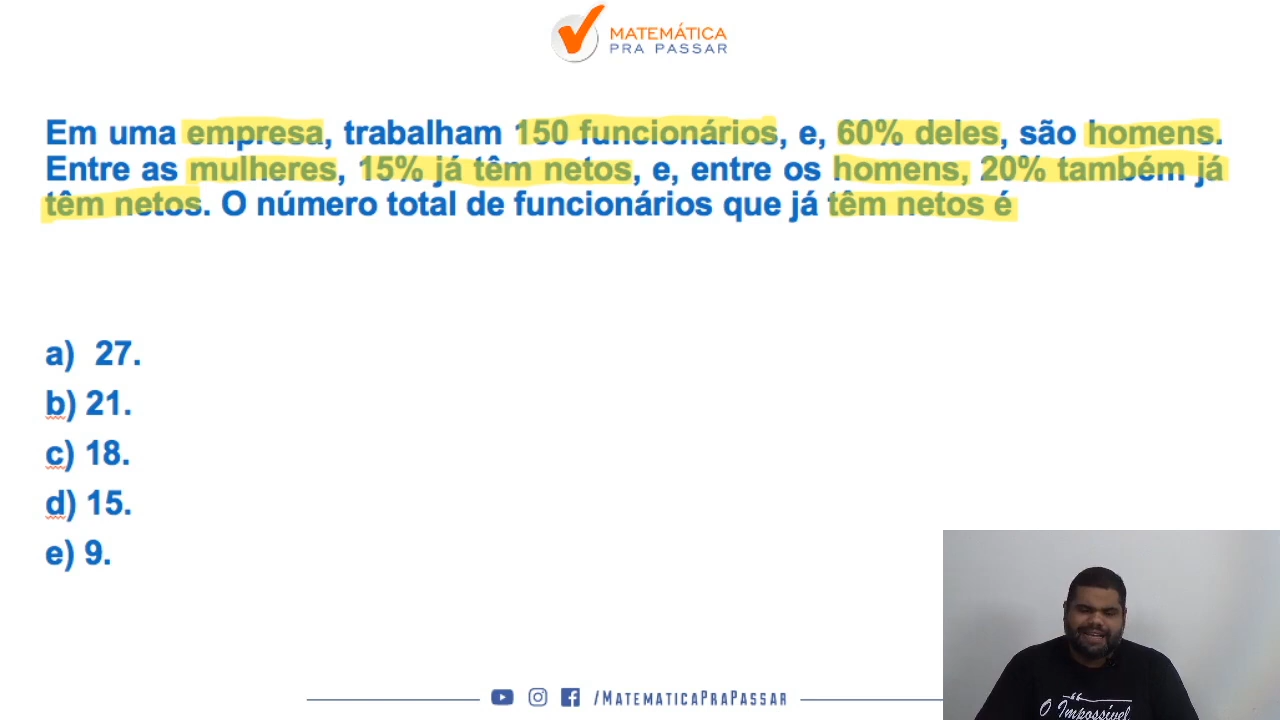 MATEMÁTICA
PRA PASSAR
Em uma empresa, trabalham 150 funcionários, e, 60% deles, são homens.
Entre as mulheres, 15% já têm netos, e, entre os homens, 20% também já
têm netos. O número total de funcionários que já têm netos é
a) 27.
b) 21.
c) 18.
d) 15.
e) 9.
/MATEMATICAPRAPASSAR
O Impossível